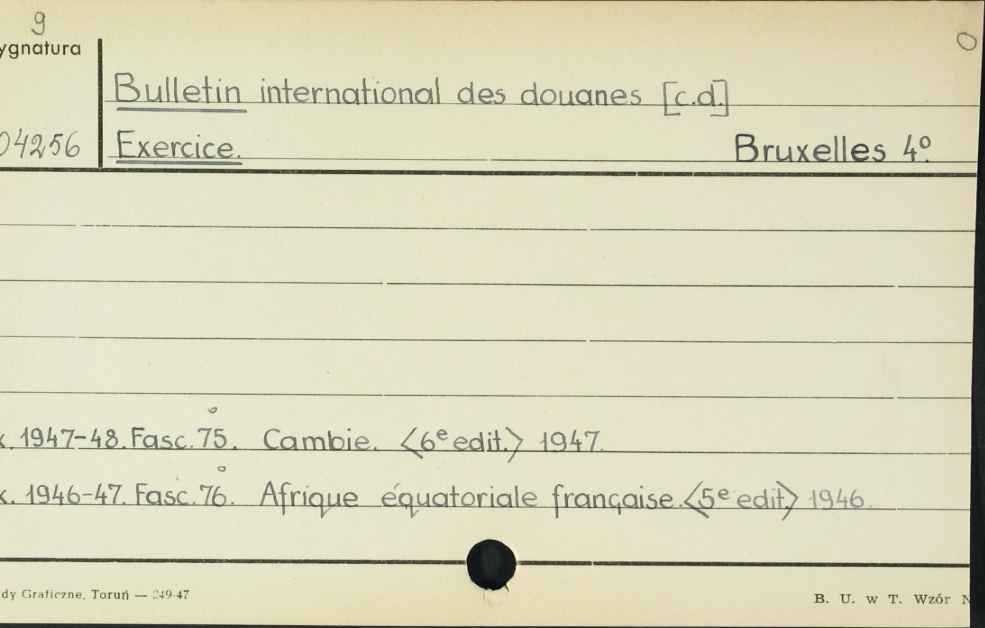 9
ygnatura
Bulletin international des douanes [c.d.]
04256 Exercice. Bruxelles 4º.
x. 1947-48. Fasc. 75. Cambie. <6e edit.> 1947.
x. 1946-47. Fasc. 76. Afrique équatoriale française. <5e edit.> 1946.
dy Graficzne, Toruń — 249-47
B. U. w T. Wzór N